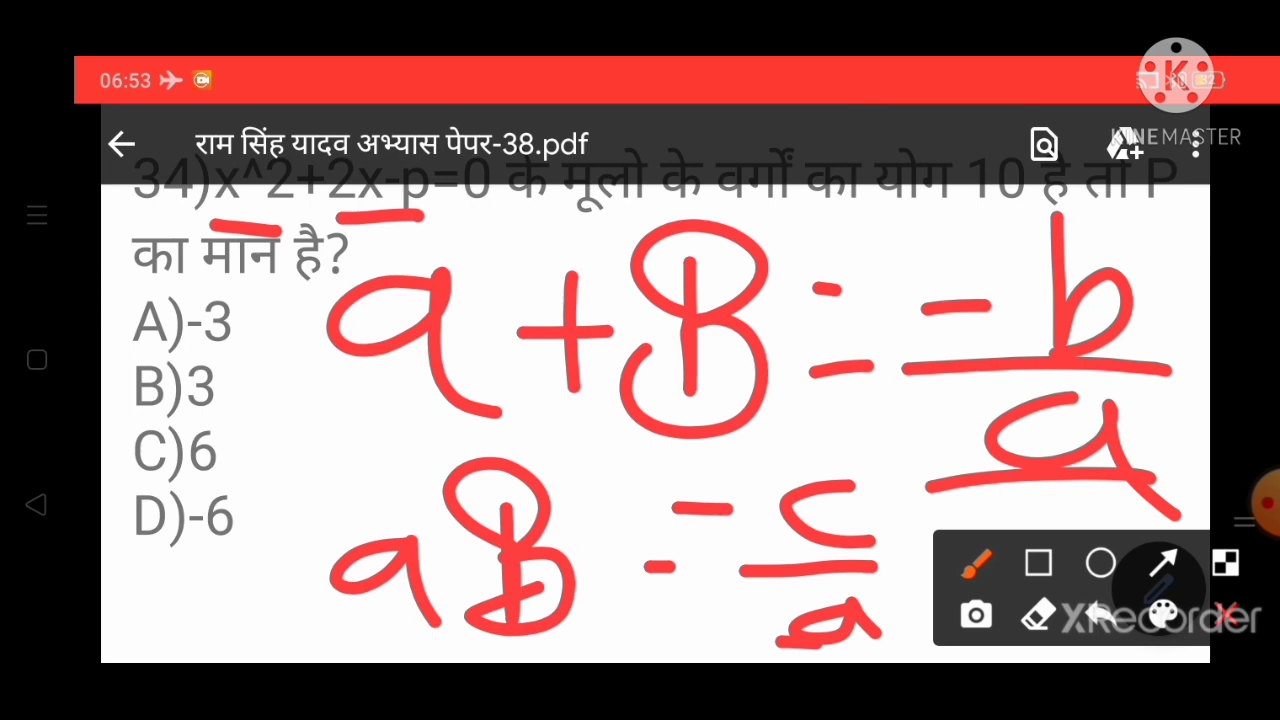 06:53
K
82
राम सिंह यादव अभ्यास पेपर-38.pdf
KINEMASTER
34)x^2+2x-p=0 के मूलो के वर्गों का योग 10 है तो P
का मान है?
A)-3
B)3
C)6
D)-6
a + B = -b
a
aB = c
a
XRecorder